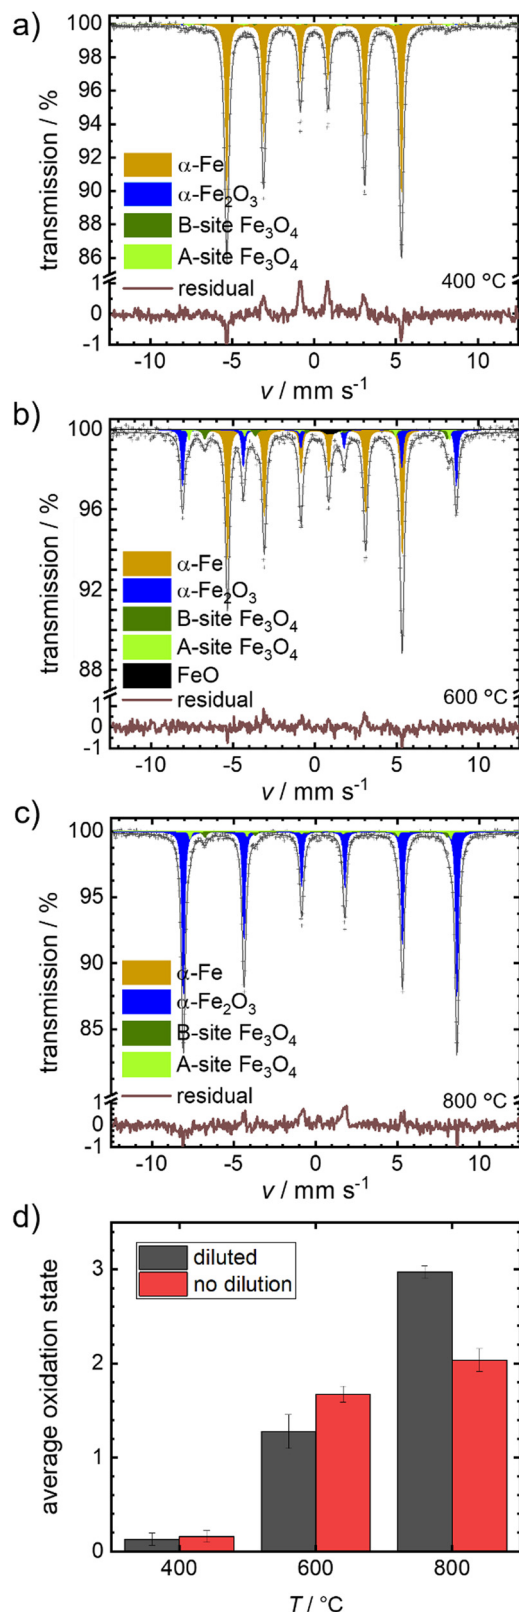 a)
100
98
96
94
92
90
88
86
1
0
-1
transmission / %
α-Fe
α-Fe₂O₃
B-site Fe₃O₄
A-site Fe₃O₄
residual
400 °C
-10 -5 0 5 10
v / mm s⁻¹
b)
100
96
92
88
1
0
-1
transmission / %
α-Fe
α-Fe₂O₃
B-site Fe₃O₄
A-site Fe₃O₄
FeO
residual
600 °C
-10 -5 0 5 10
v / mm s⁻¹
c)
100
95
90
85
1
0
-1
transmission / %
α-Fe
α-Fe₂O₃
B-site Fe₃O₄
A-site Fe₃O₄
residual
800 °C
-10 -5 0 5 10
v / mm s⁻¹
d)
3
2
1
0
average oxidation state
diluted
no dilution
400 600 800
T / °C